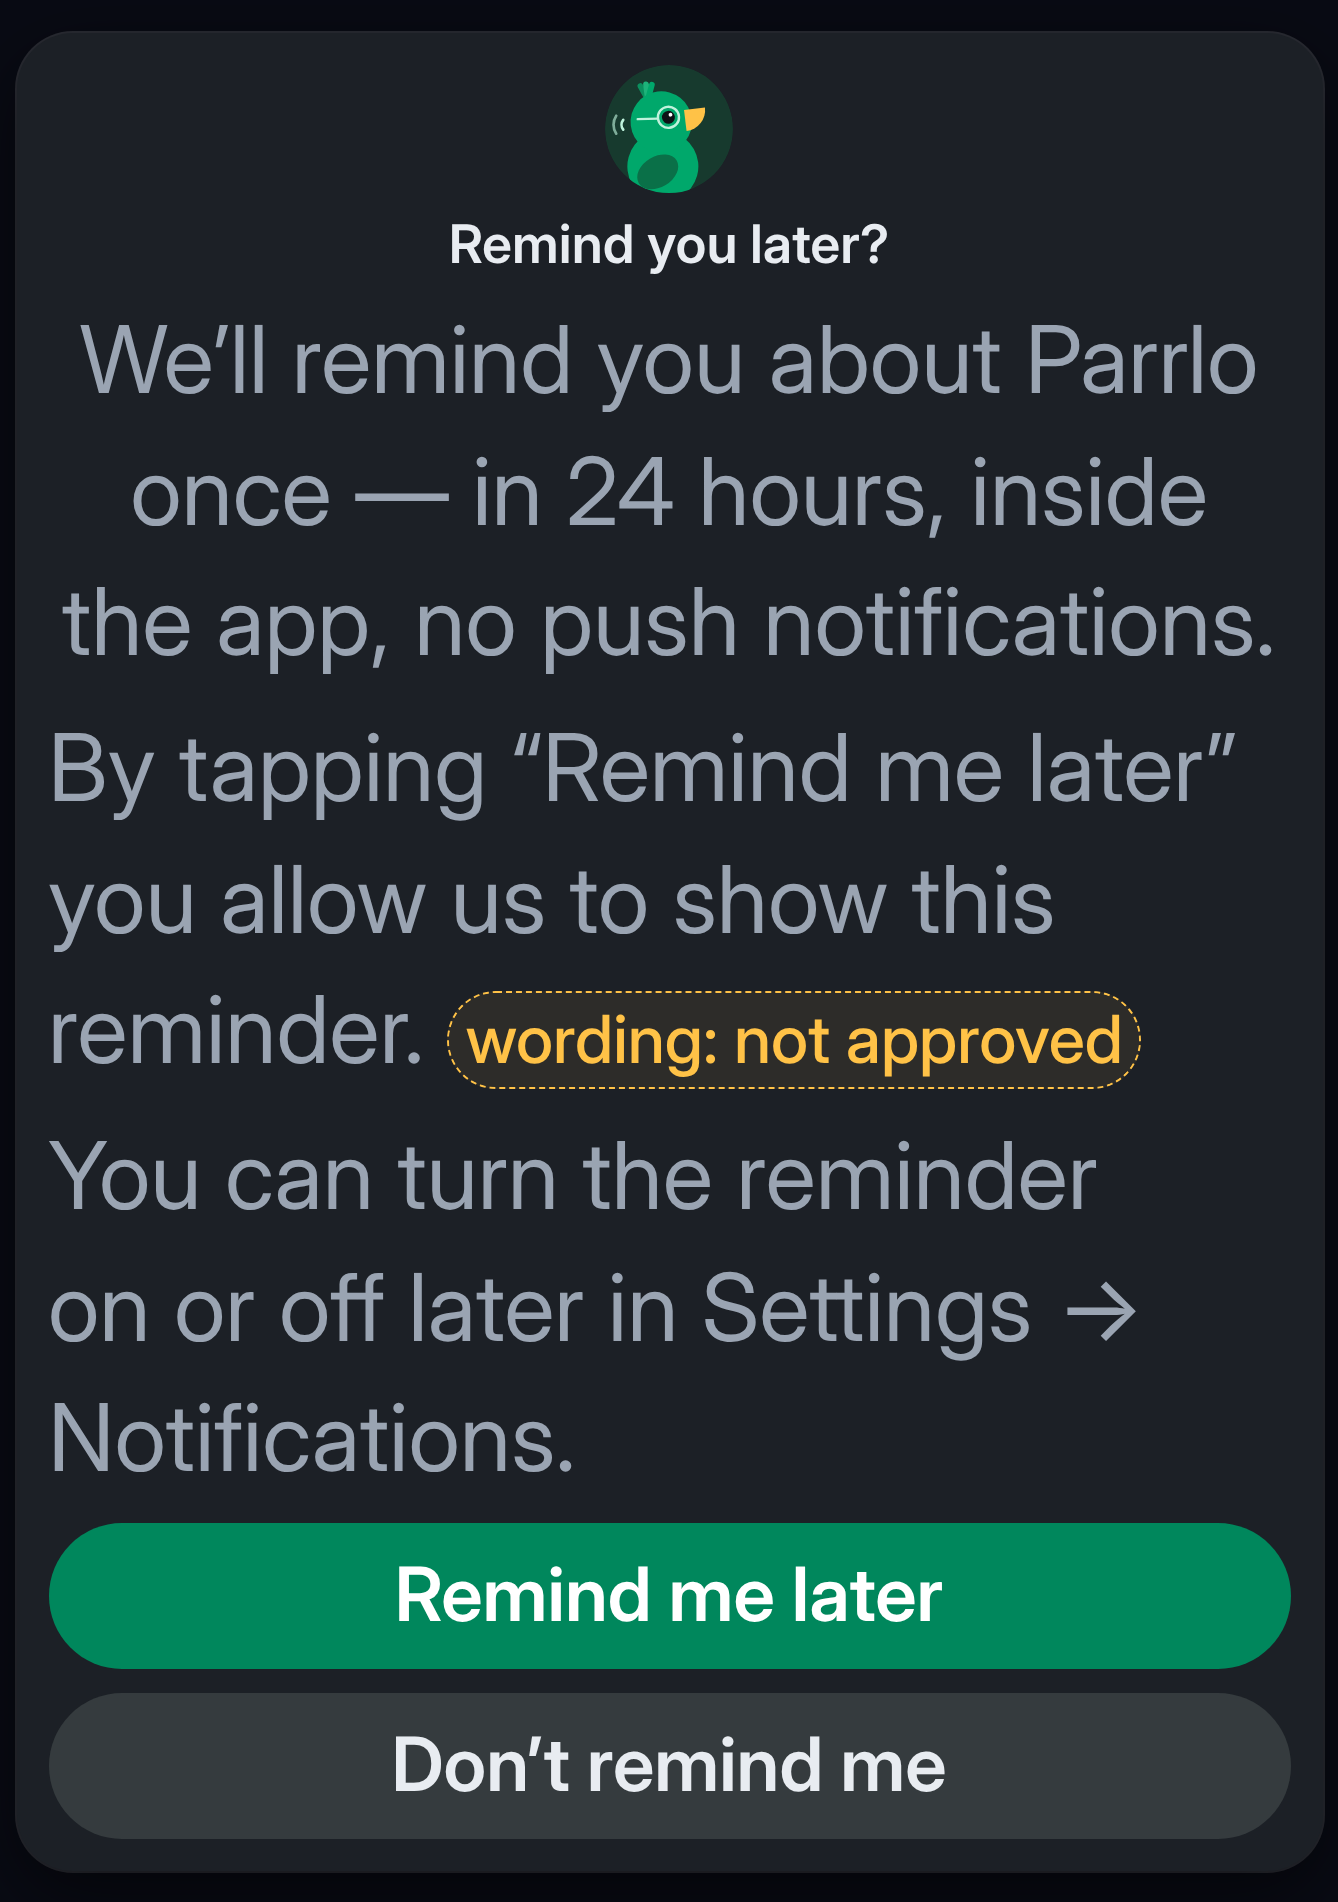 Remind you later?
We’ll remind you about Parrlo
once — in 24 hours, inside
the app, no push notifications.
By tapping “Remind me later”
you allow us to show this
reminder. wording: not approved
You can turn the reminder
on or off later in Settings →
Notifications.
Remind me later
Don’t remind me